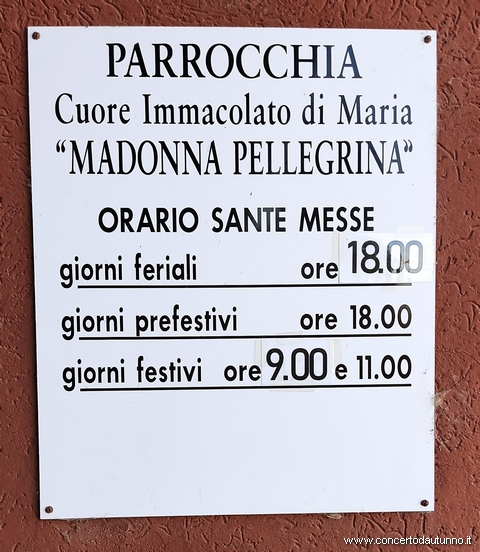 PARROCCHIA
Cuore Immacolato di Maria
“MADONNA PELLEGRINA”
ORARIO SANTE MESSE
giorni feriali ore 18.00
giorni prefestivi ore 18.00
giorni festivi ore 9.00 e 11.00
www.concertodautunno.it